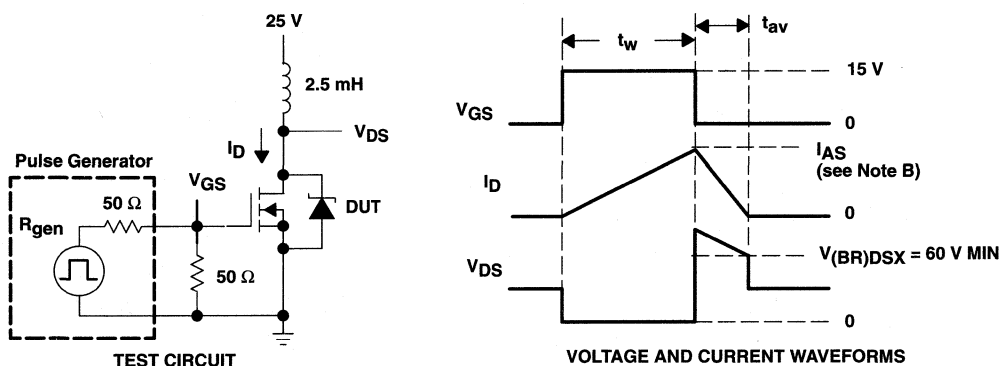 25 V
2.5 mH
VDS
ID
Pulse Generator
VGS
50 Ω
Rgen
DUT
50 Ω
TEST CIRCUIT
tw
tav
15 V
VGS
0
IAS
(see Note B)
ID
0
V(BR)DSX = 60 V MIN
VDS
0
VOLTAGE AND CURRENT WAVEFORMS